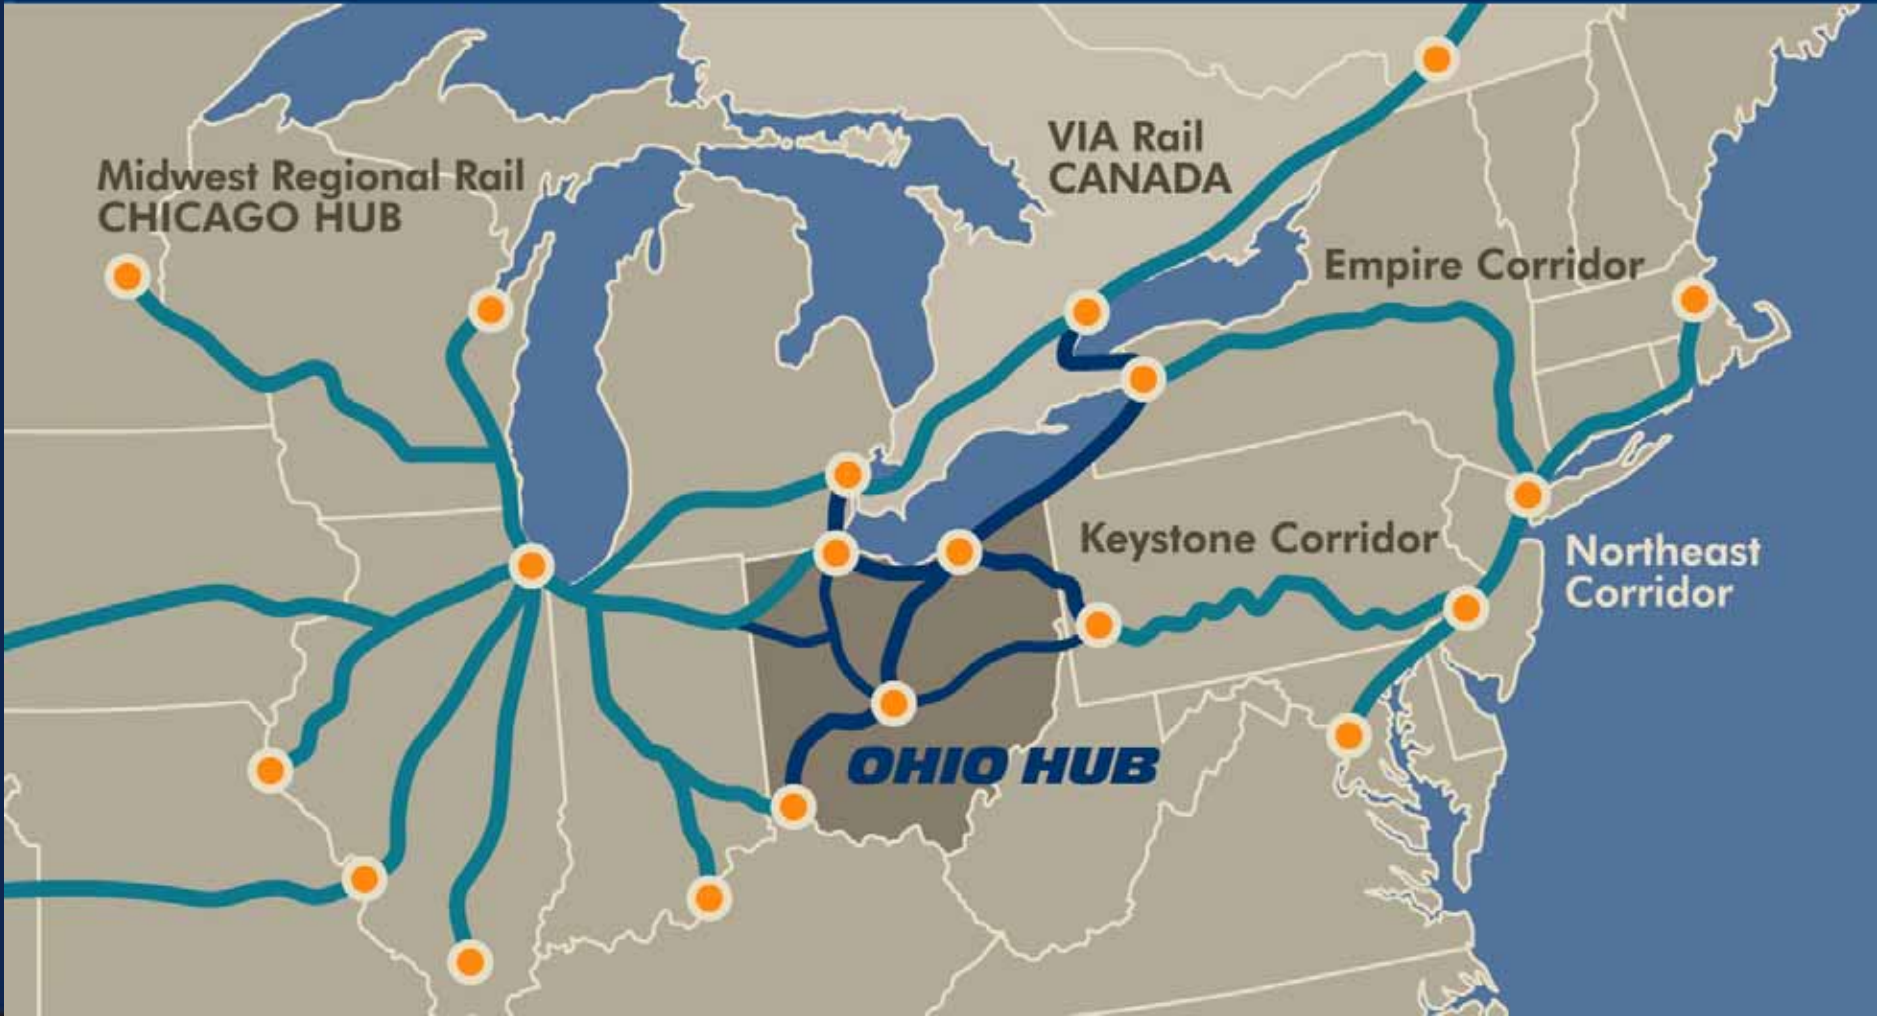 Midwest Regional Rail
CHICAGO HUB
VIA Rail
CANADA
Empire Corridor
Keystone Corridor
Northeast
Corridor
OHIO HUB